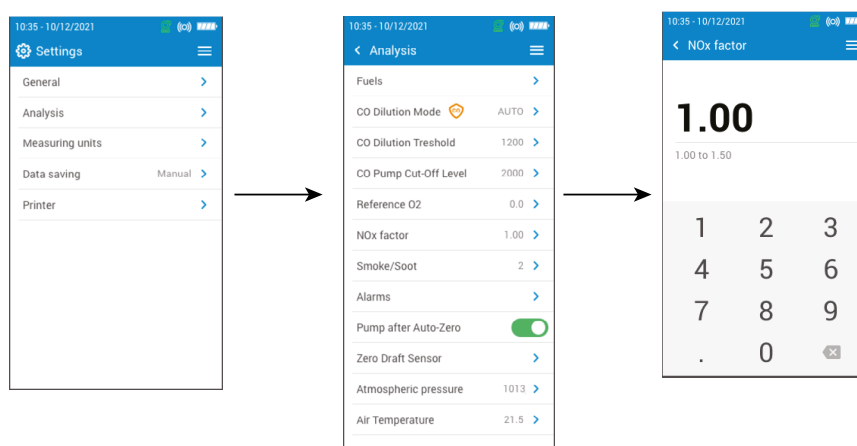 10:35 - 10/12/2021
Settings
General
Analysis
Measuring units
Data saving Manual
Printer
10:35 - 10/12/2021
Analysis
Fuels
CO Dilution Mode AUTO
CO Dilution Treshold 1200
CO Pump Cut-Off Level 2000
Reference O2 0.0
NOx factor 1.00
Smoke/Soot 2
Alarms
Pump after Auto-Zero
Zero Draft Sensor
Atmospheric pressure 1013
Air Temperature 21.5
10:35 - 10/12/2021
NOx factor
1.00
1.00 to 1.50
1 2 3
4 5 6
7 8 9
. 0